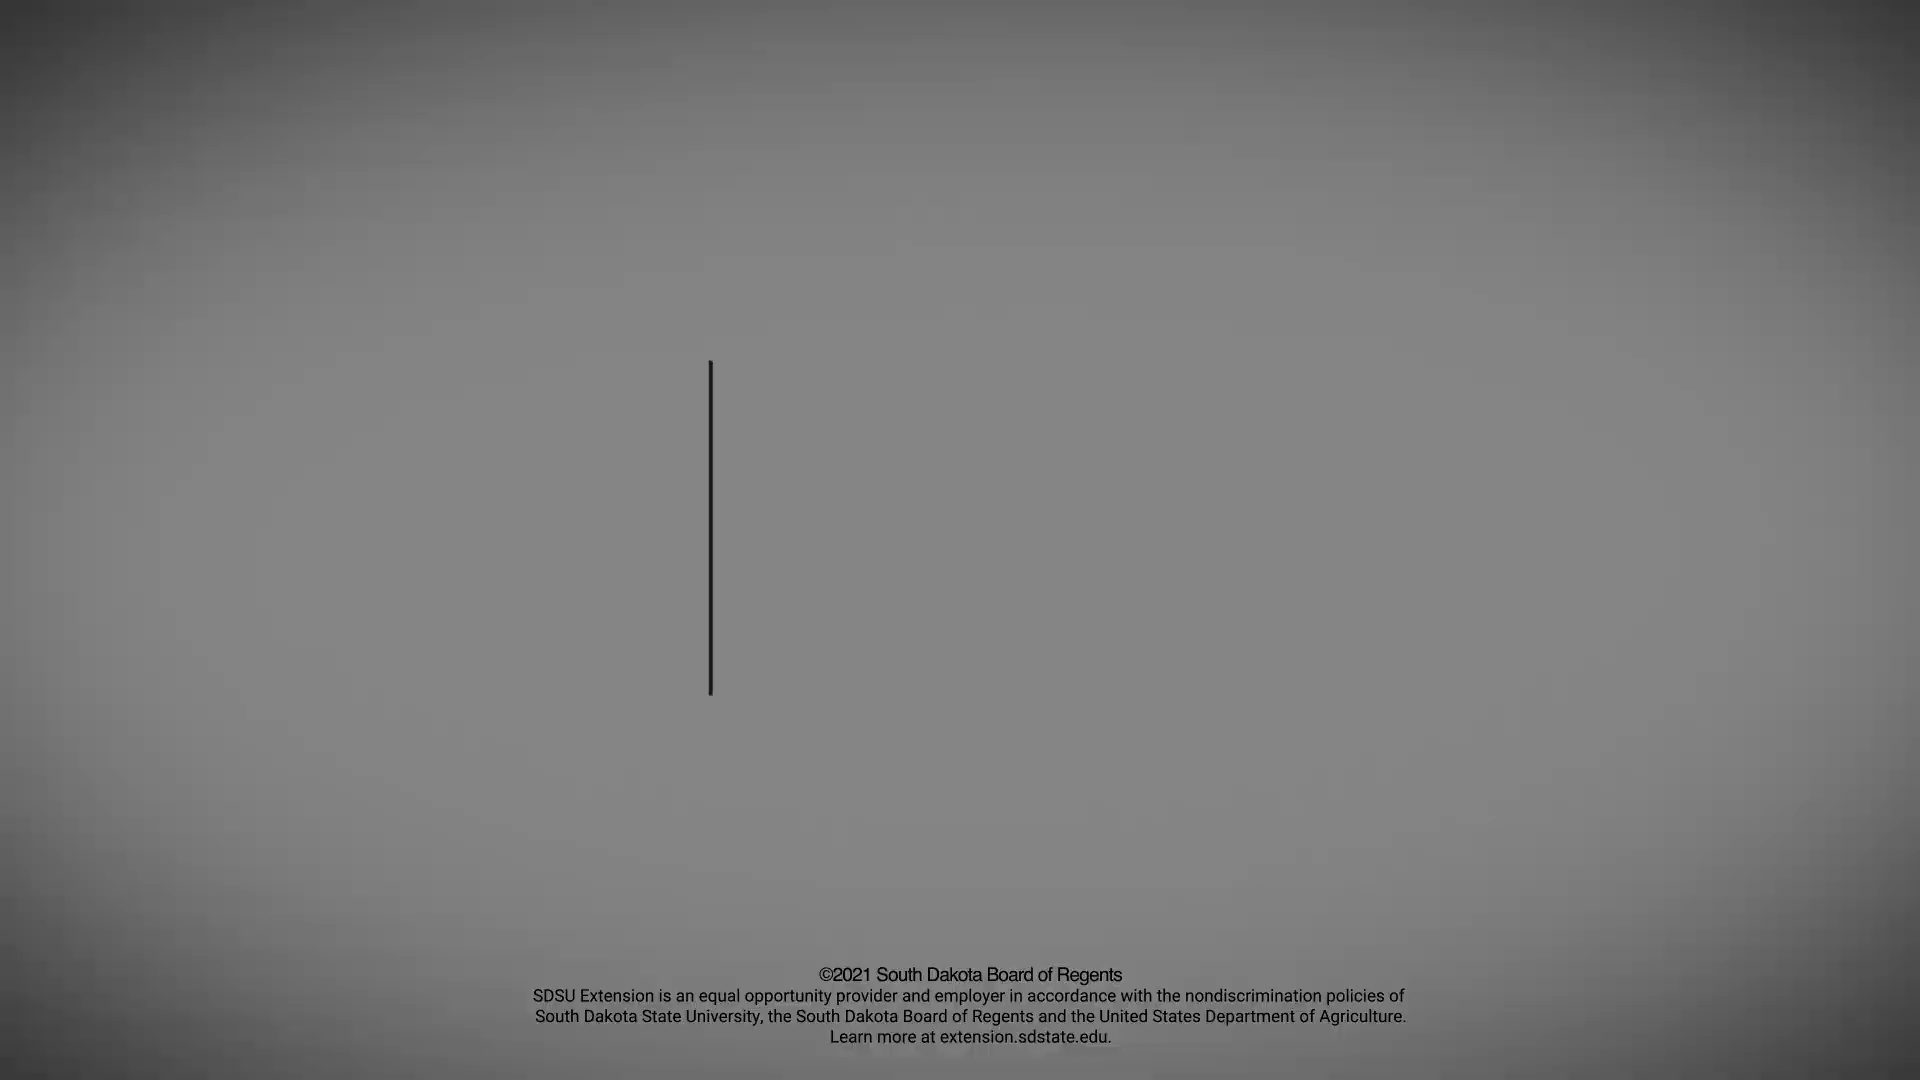 ©2021 South Dakota Board of Regents
SDSU Extension is an equal opportunity provider and employer in accordance with the nondiscrimination policies of
South Dakota State University, the South Dakota Board of Regents and the United States Department of Agriculture.
Learn more at extension.sdstate.edu.